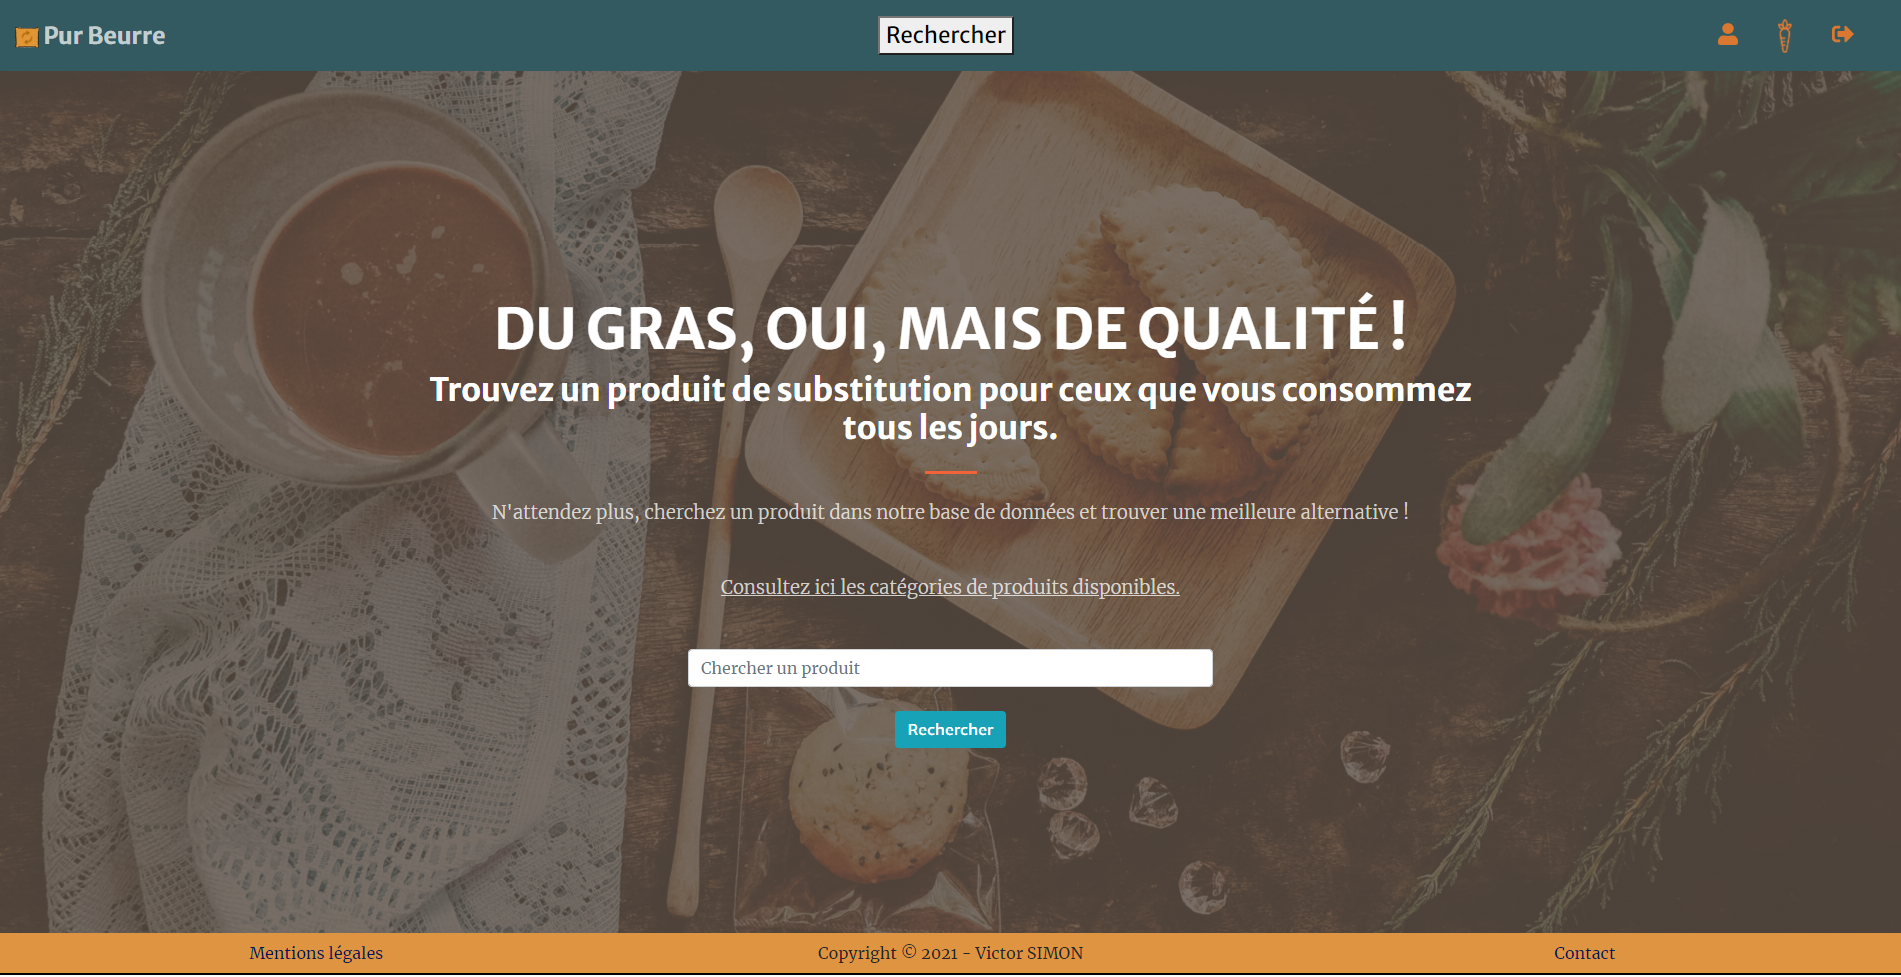 Pur Beurre
Rechercher
DU GRAS, OUI, MAIS DE QUALITÉ !
Trouvez un produit de substitution pour ceux que vous consommez
tous les jours.
N'attendez plus, cherchez un produit dans notre base de données et trouver une meilleure alternative !
Consultez ici les catégories de produits disponibles.
Chercher un produit
Rechercher
Mentions légales
Copyright © 2021 - Victor SIMON
Contact